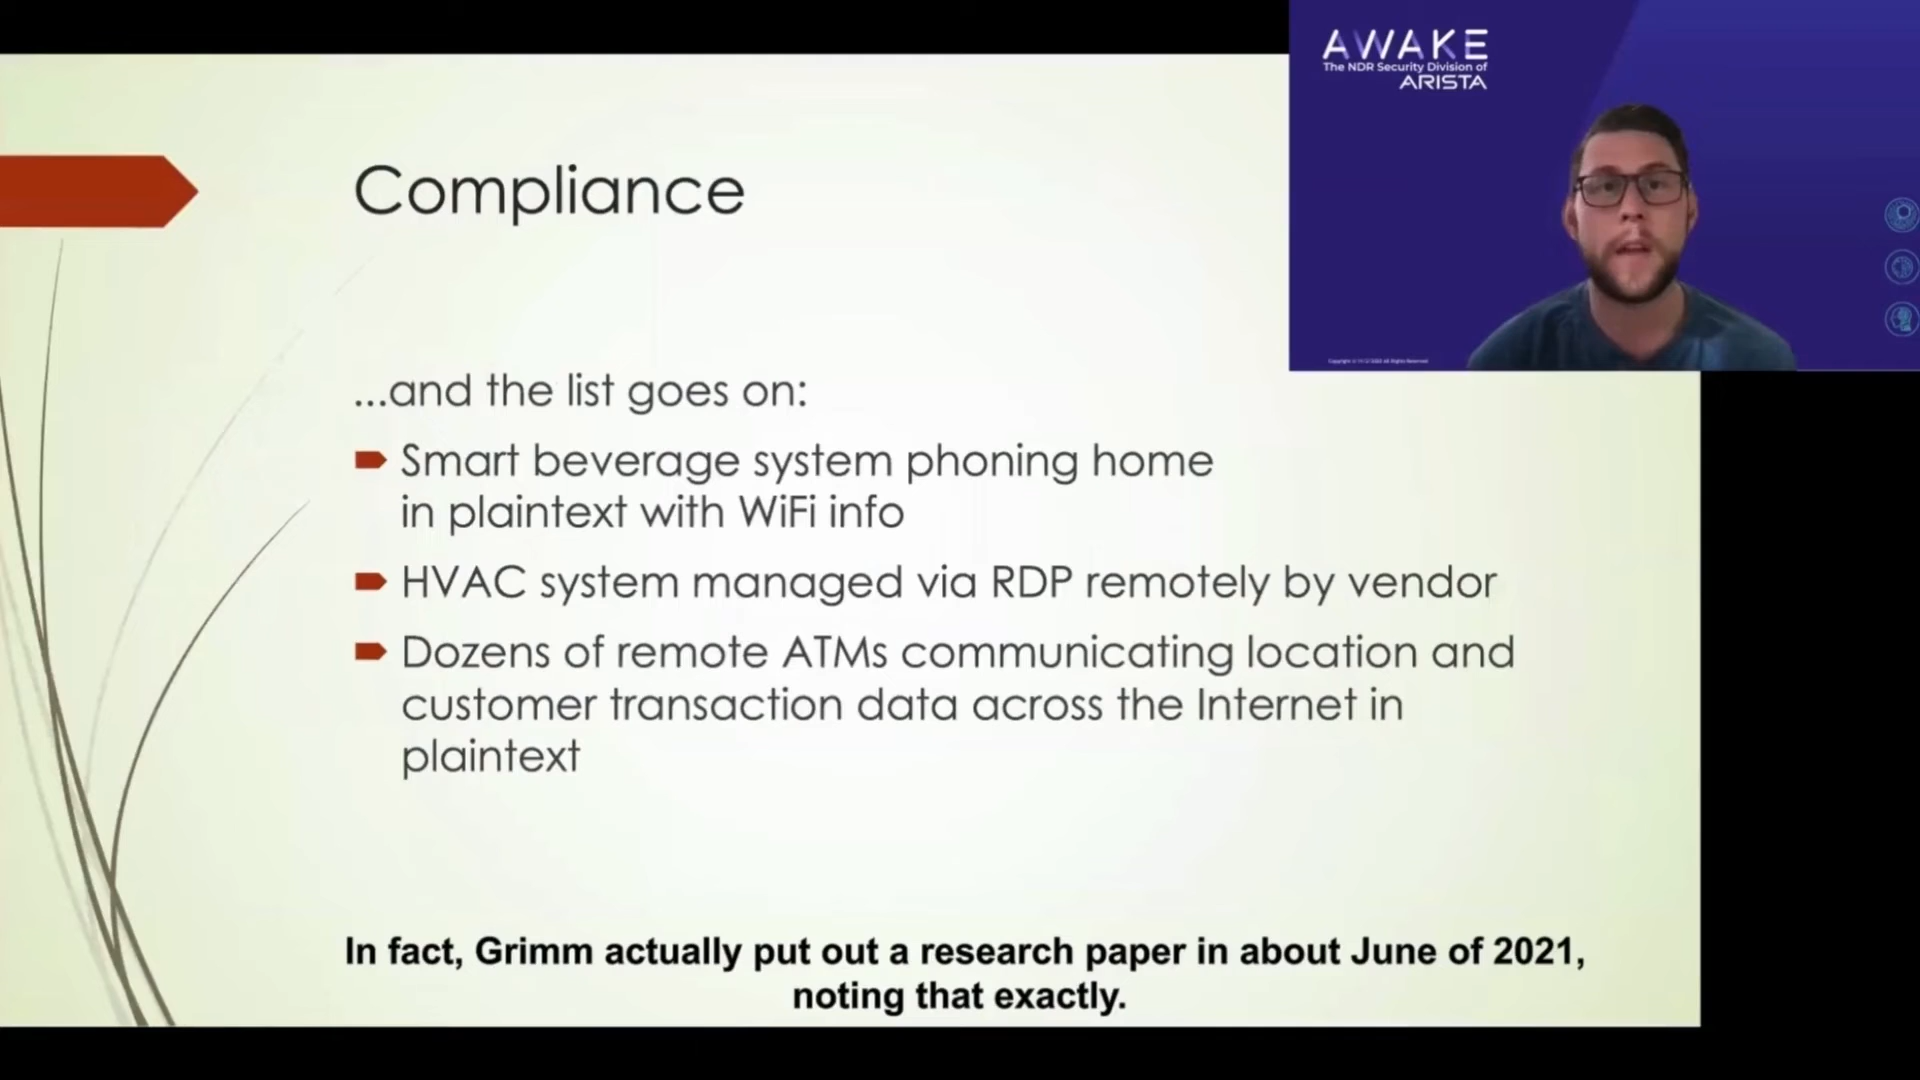 AWAKE
The NDR Security Division of
ARISTA
Compliance
...and the list goes on:
Smart beverage system phoning home
in plaintext with WiFi info
HVAC system managed via RDP remotely by vendor
Dozens of remote ATMs communicating location and
customer transaction data across the Internet in
plaintext
In fact, Grimm actually put out a research paper in about June of 2021,
noting that exactly.